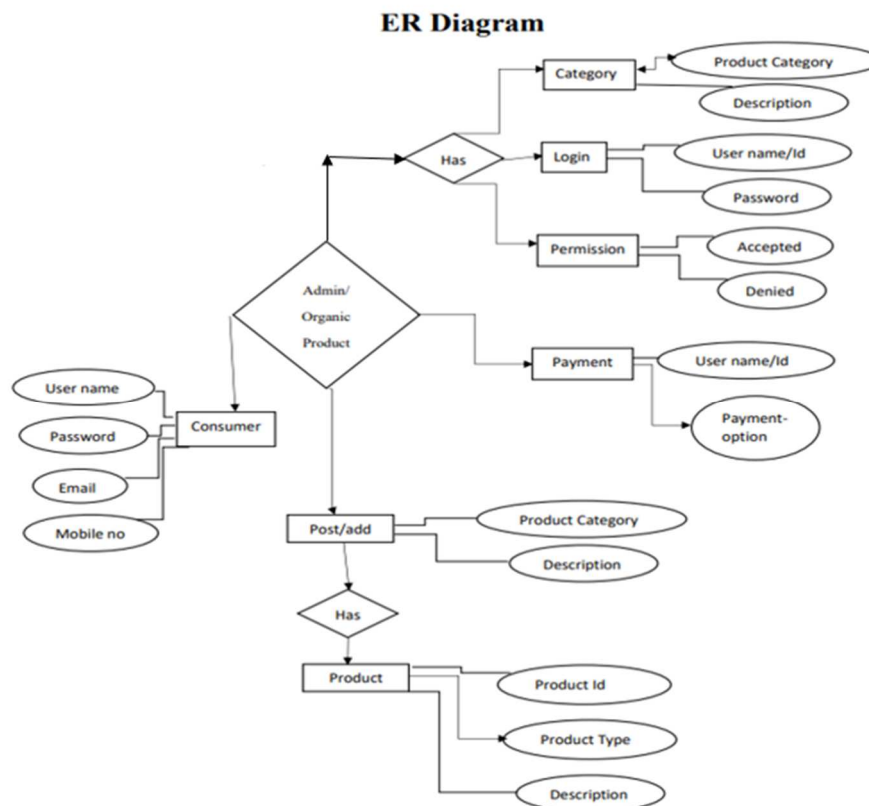 ER Diagram
Category
Product Category
Description
Has
Login
User name/Id
Password
Permission
Accepted
Denied
Admin/
Organic
Product
Payment
User name/Id
Payment-
option
User name
Password
Email
Mobile no
Consumer
Post/add
Product Category
Description
Has
Product
Product Id
Product Type
Description